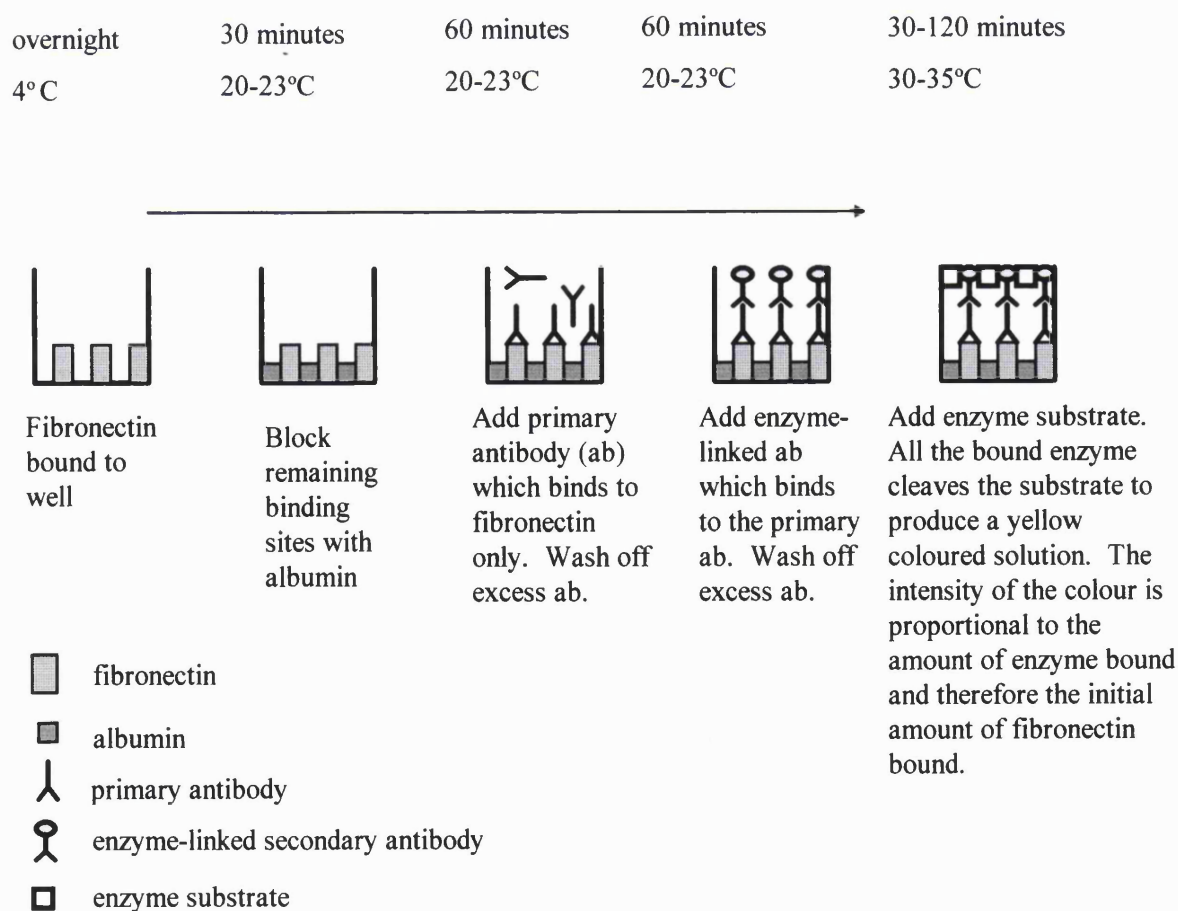 overnight
4° C
30 minutes
20-23ºC
60 minutes
20-23ºC
60 minutes
20-23ºC
30-120 minutes
30-35ºC
Fibronectin
bound to
well
Block
remaining
binding
sites with
albumin
Add primary
antibody (ab)
which binds to
fibronectin
only. Wash off
excess ab.
Add enzyme-
linked ab
which binds
to the primary
ab. Wash off
excess ab.
Add enzyme substrate.
All the bound enzyme
cleaves the substrate to
produce a yellow
coloured solution. The
intensity of the colour is
proportional to the
amount of enzyme bound
and therefore the initial
amount of fibronectin
bound.
fibronectin
albumin
primary antibody
enzyme-linked secondary antibody
enzyme substrate